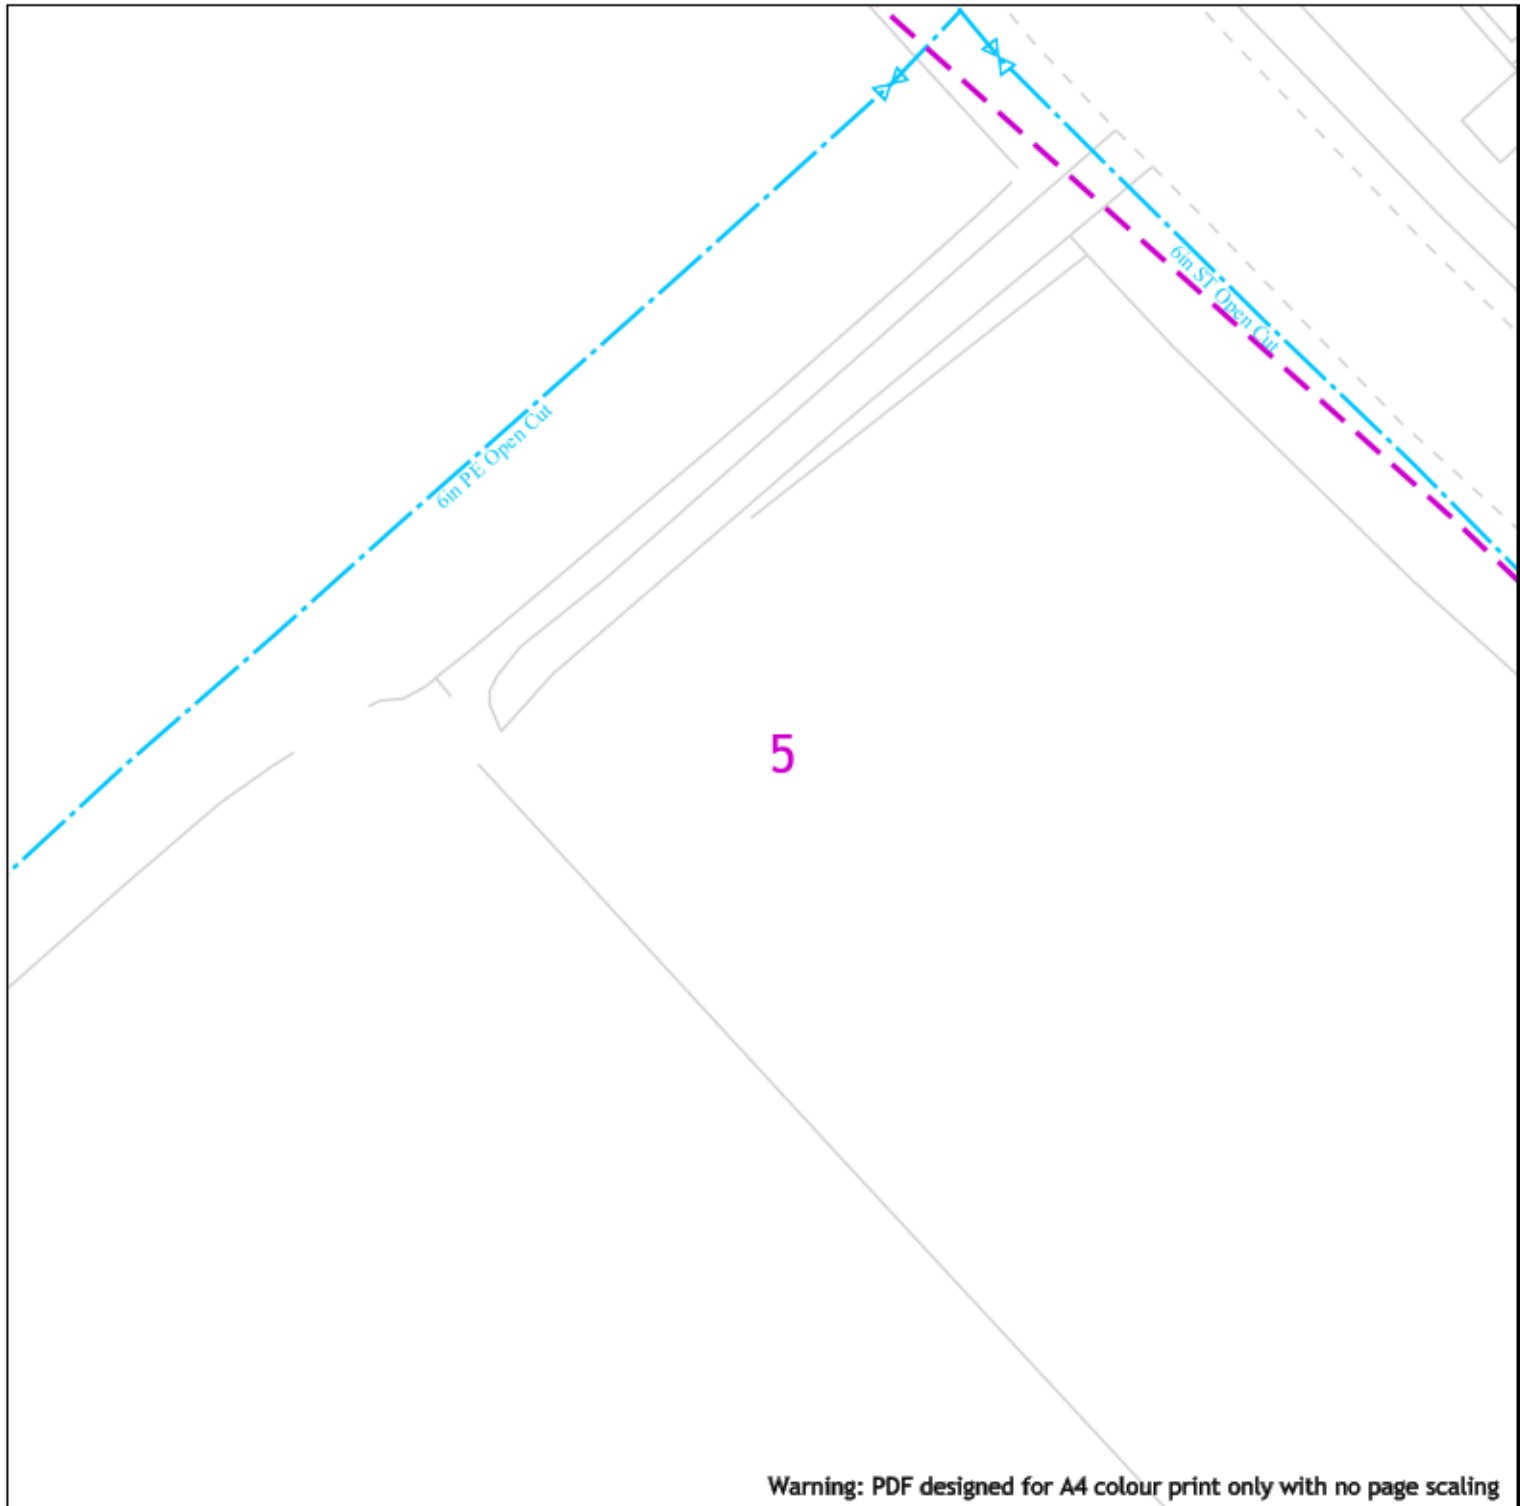 6in ST Open Cut
6in PE Open Cut
5
Warning: PDF designed for A4 colour print only with no page scaling